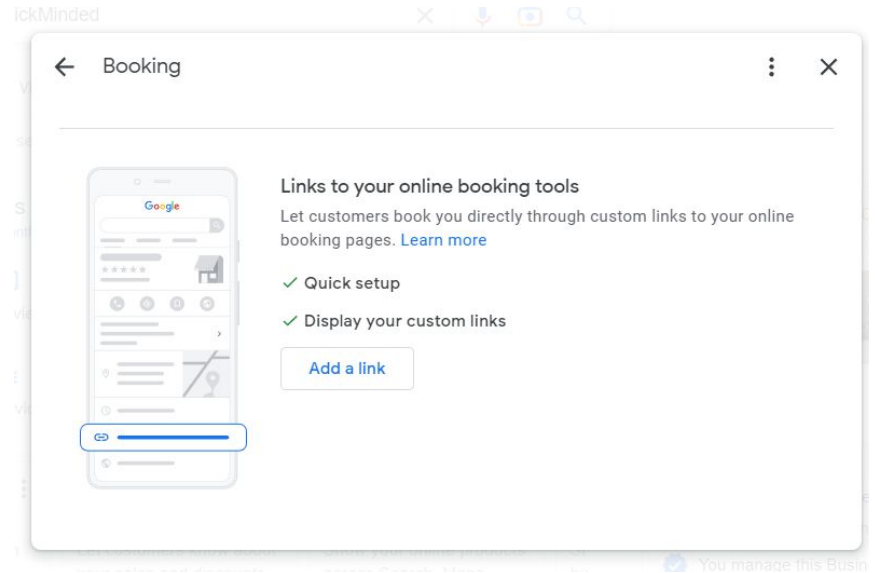 ickMinded
Booking
Google
Links to your online booking tools
Let customers book you directly through custom links to your online
booking pages. Learn more
Quick setup
Display your custom links
Add a link
You manage this Busin